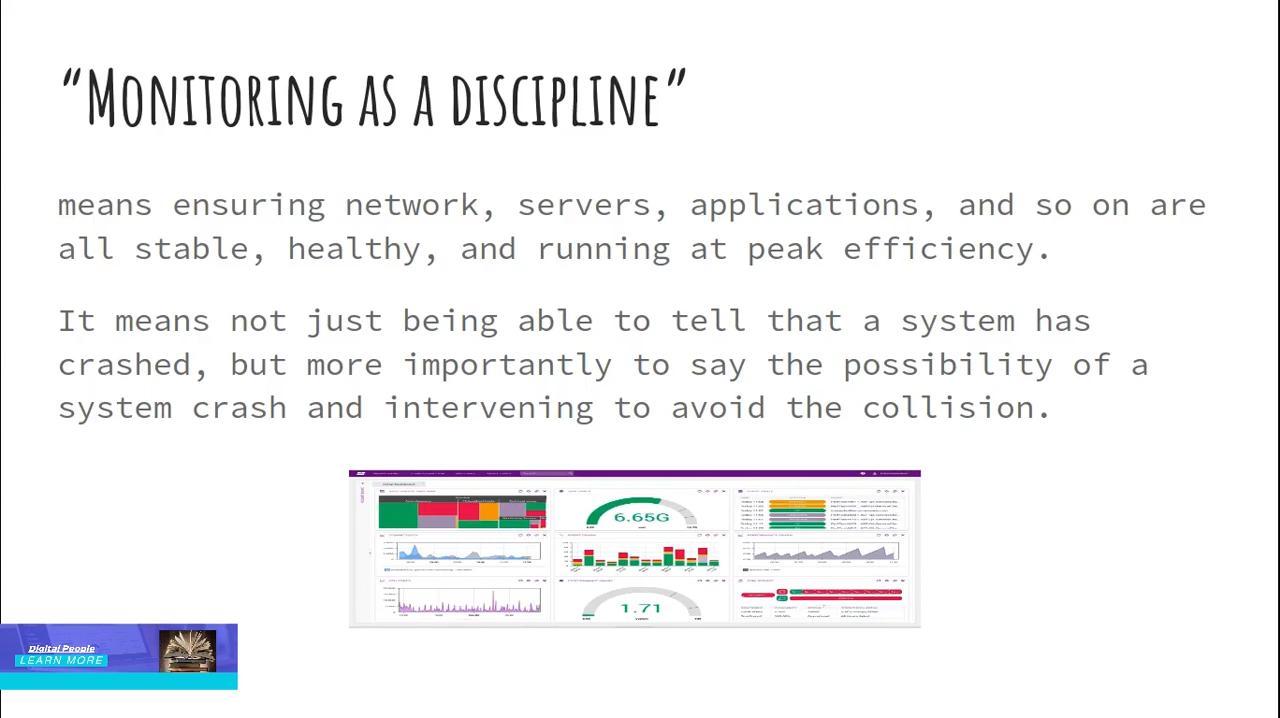 “Monitoring as a discipline”
means ensuring network, servers, applications, and so on are
all stable, healthy, and running at peak efficiency.
It means not just being able to tell that a system has
crashed, but more importantly to say the possibility of a
system crash and intervening to avoid the collision.
6.65G
1.71
Digital People
LEARN MORE